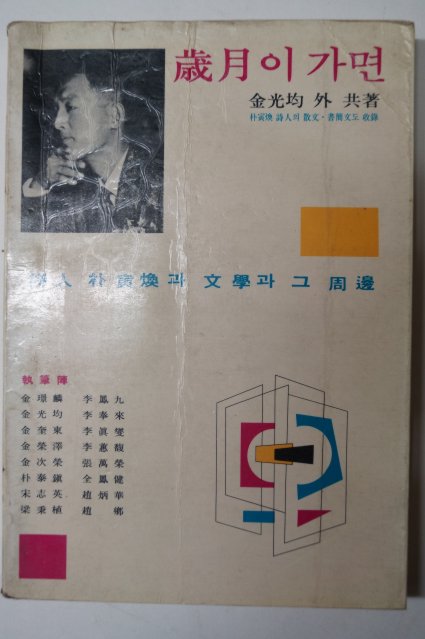 歲月이 가면
金光均 外 共著
朴寅煥 詩人의 散文·書簡文도 收錄
詩人 朴寅煥과 文學과 그 周邊
執筆陣
金璟麟 李鳳九
金光均 李奉來
金奎東 李眞燮
金榮澤 李蕙馥
金次榮 張萬榮
朴泰鎭 全鳳健
宋志英 趙炳華
梁秉植 趙鄕